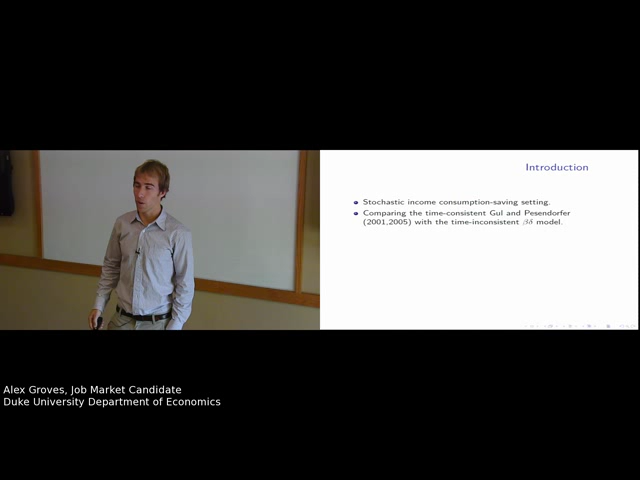 Introduction
Stochastic income consumption-saving setting.
Comparing the time-consistent Gul and Pesendorfer
(2001,2005) with the time-inconsistent βδ model.
Alex Groves, Job Market Candidate
Duke University Department of Economics